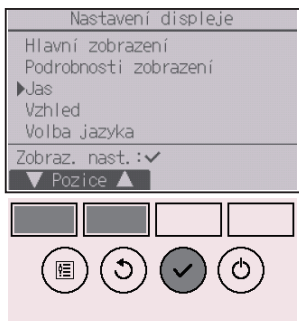 Nastavení displeje
Hlavní zobrazení
Podrobnosti zobrazení
▶Jas
Vzhled
Volba jazyka
Zobraz. nast.:✓
▼ Pozice ▲